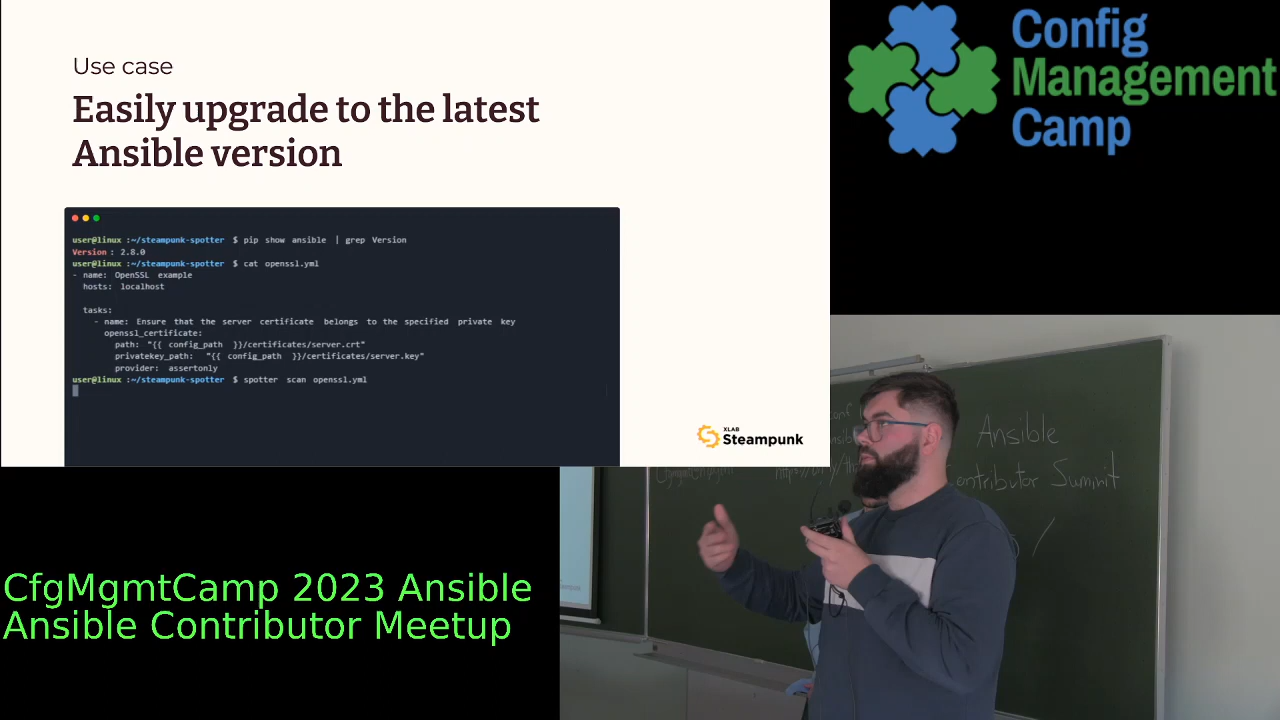 Use case
Easily upgrade to the latest
Ansible version
user@linux :~/steampunk-spotter $ pip show ansible | grep Version
Version : 2.8.0
user@linux :~/steampunk-spotter $ cat openssl.yml
- name: OpenSSL example
hosts: localhost
tasks:
- name: Ensure that the server certificate belongs to the specified private key
openssl_certificate:
path: "{{ config_path }}/certificates/server.crt"
privatekey_path: "{{ config_path }}/certificates/server.key"
provider: assertonly
user@linux :~/steampunk-spotter $ spotter scan openssl.yml
XLAB
Steampunk
Config
Management
Camp
Ansible
Contributor Summit
CfgMgmtCamp 2023 Ansible
Ansible Contributor Meetup